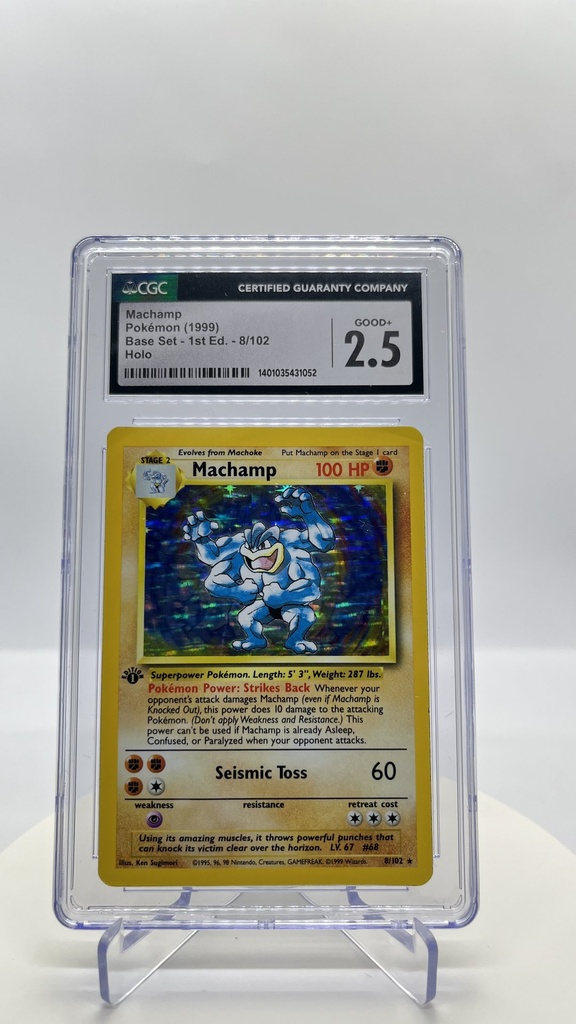 CGC CERTIFIED GUARANTY COMPANY
Machamp
Pokémon (1999)
Base Set - 1st Ed. - 8/102
Holo
GOOD+
2.5
1401035431052
Evolves from Machoke Put Machamp on the Stage 1 card
STAGE 2
Machamp 100 HP
EDITION 1
Superpower Pokémon. Length: 5' 3", Weight: 287 lbs.
Pokémon Power: Strikes Back Whenever your
opponent's attack damages Machamp (even if Machamp is
Knocked Out), this power does 10 damage to the attacking
Pokémon. (Don't apply Weakness and Resistance.) This
power can't be used if Machamp is already Asleep,
Confused, or Paralyzed when your opponent attacks.
Seismic Toss 60
weakness resistance retreat cost
Using its amazing muscles, it throws powerful punches that
can knock its victim clear over the horizon. LV. 67 #68
Illus. Ken Sugimori ©1995, 96, 98 Nintendo, Creatures, GAMEFREAK. ©1999 Wizards. 8/102 ★